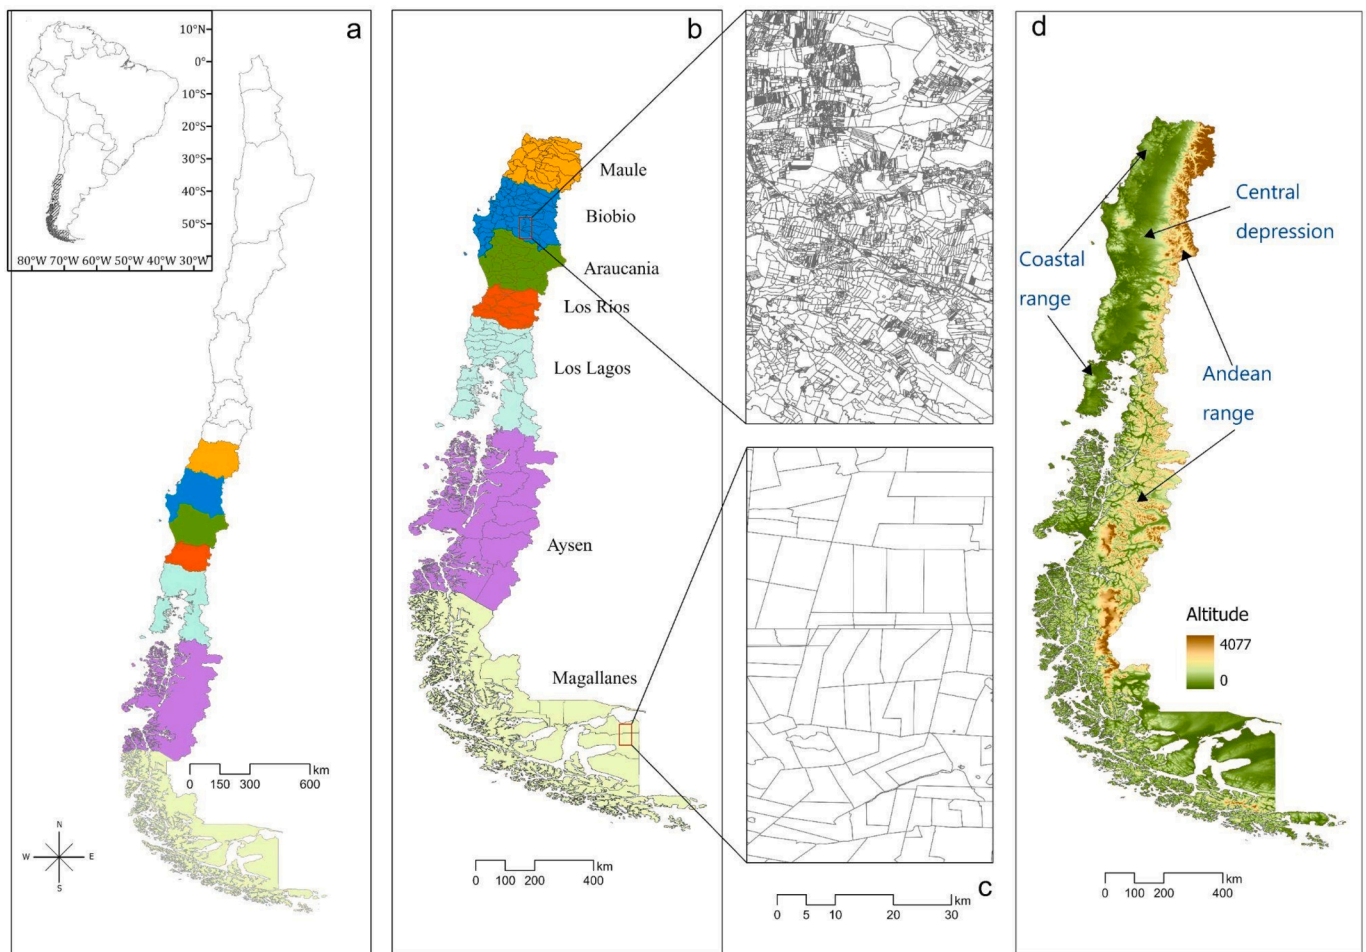 a
10°N
0°
10°S
20°S
30°S
40°S
50°S
80°W 70°W 60°W 50°W 40°W 30°W
km
0 150 300 600
N
W E
S
b
Maule
Biobio
Araucania
Los Rios
Los Lagos
Aysen
Magallanes
km
0 100 200 400
c
km
0 5 10 20 30
d
Central
depression
Coastal
range
Andean
range
Altitude
4077
0
km
0 100 200 400